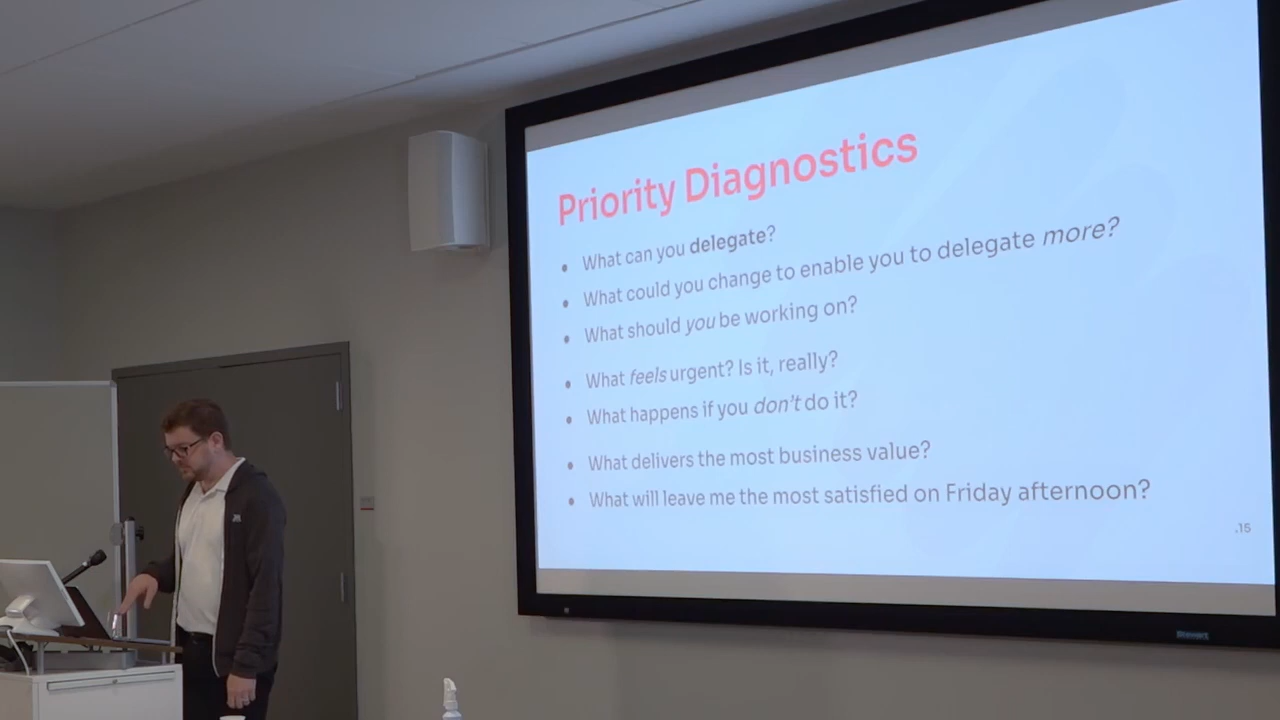 Priority Diagnostics
• What can you delegate?
• What could you change to enable you to delegate more?
• What should you be working on?
• What feels urgent? Is it, really?
• What happens if you don't do it?
• What delivers the most business value?
• What will leave me the most satisfied on Friday afternoon?
.15
Stewart